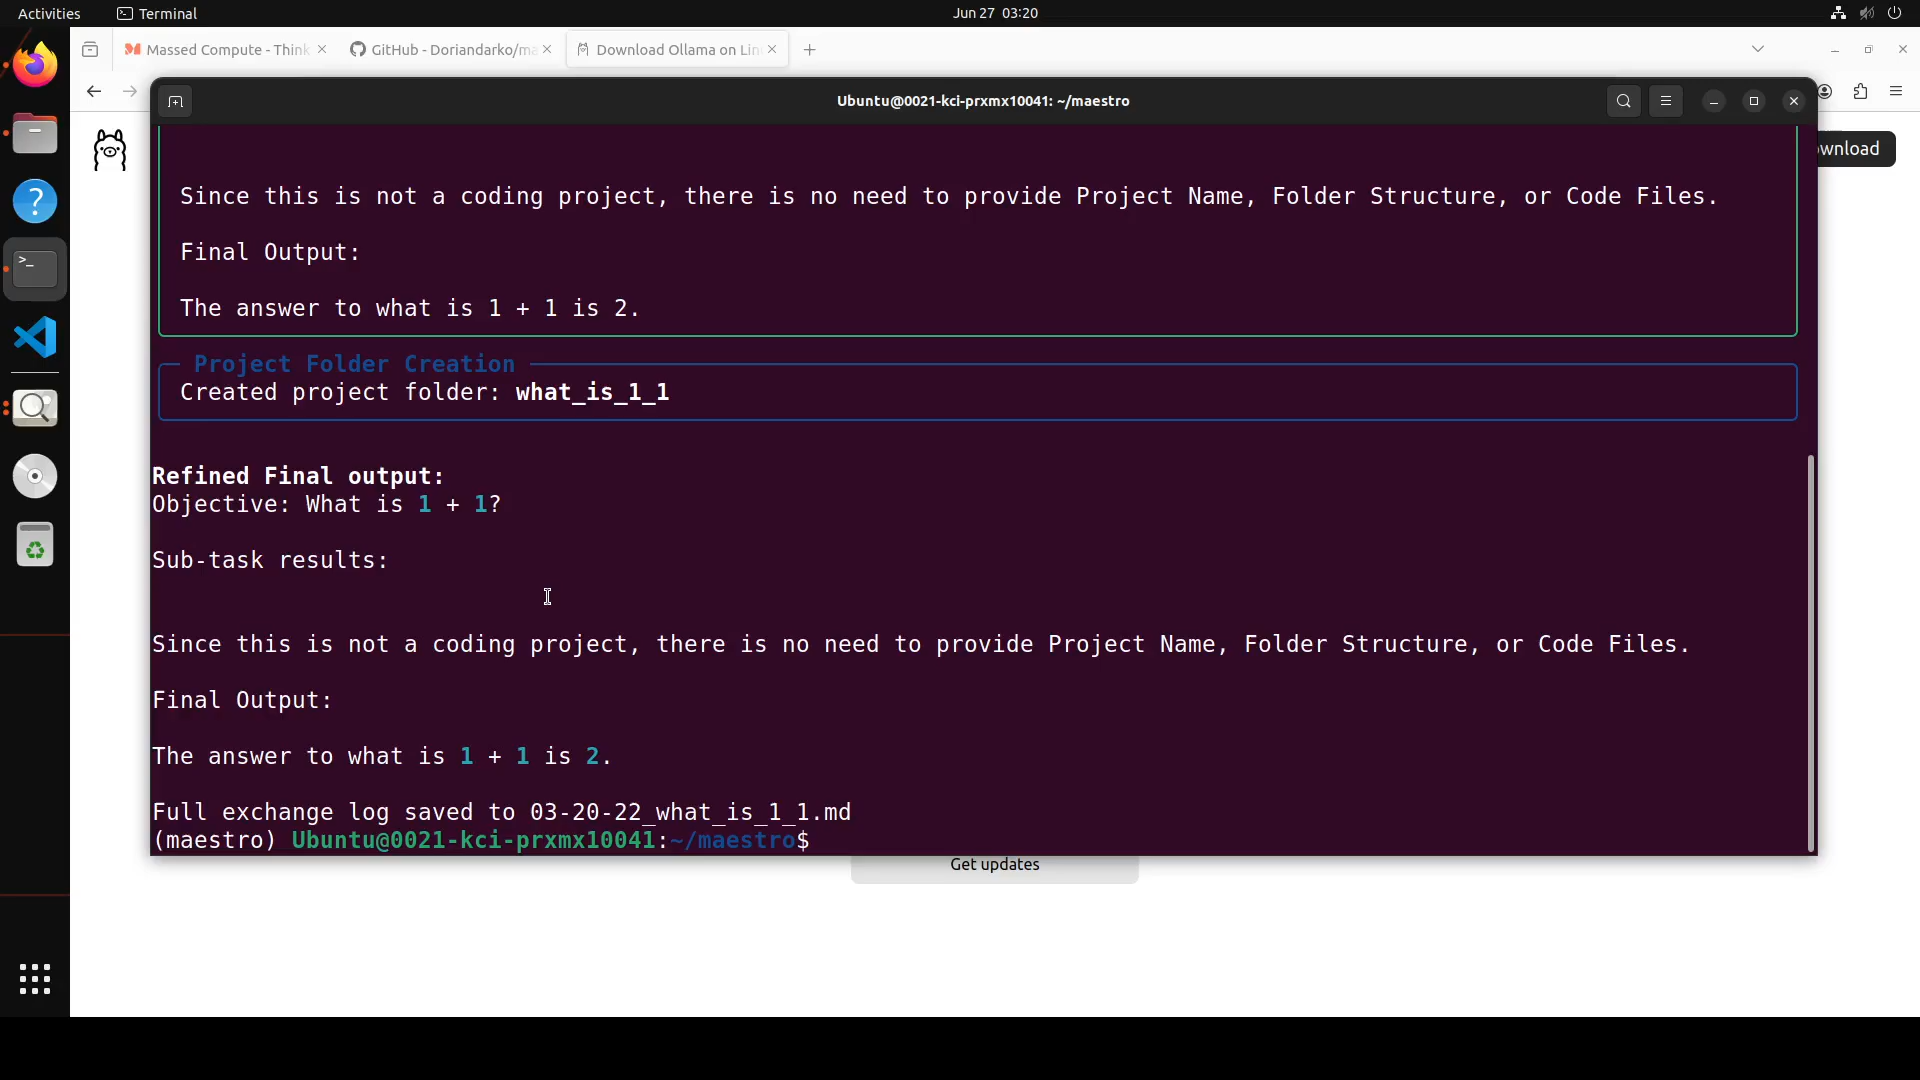 Activities
Terminal
Jun 27 03:20
Massed Compute - Think
GitHub - Doriandarko/ma
Download Ollama on Lin
Ubuntu@0021-kci-prxmx10041: ~/maestro
wnload
Since this is not a coding project, there is no need to provide Project Name, Folder Structure, or Code Files.
Final Output:
The answer to what is 1 + 1 is 2.
Project Folder Creation
Created project folder: what_is_1_1
Refined Final output:
Objective: What is 1 + 1?
Sub-task results:
Since this is not a coding project, there is no need to provide Project Name, Folder Structure, or Code Files.
Final Output:
The answer to what is 1 + 1 is 2.
Full exchange log saved to 03-20-22_what_is_1_1.md
(maestro) Ubuntu@0021-kci-prxmx10041:~/maestro$
Get updates